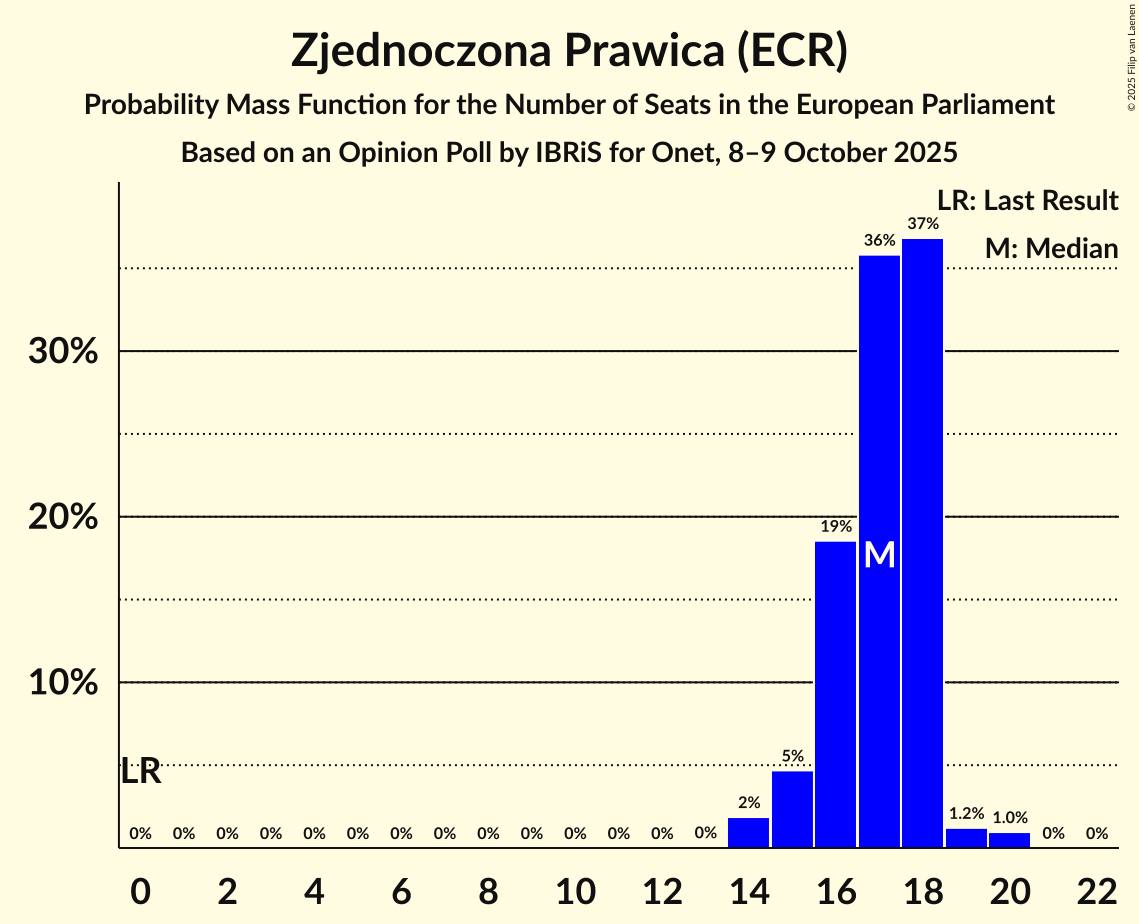 Zjednoczona Prawica (ECR)
Probability Mass Function for the Number of Seats in the European Parliament
Based on an Opinion Poll by IBRiS for Onet, 8–9 October 2025
© 2025 Filip van Laenen
LR: Last Result
M: Median
37%
36%
30%
20%
19%
M
10%
LR
5%
2%
1.2%
1.0%
0% 0% 0% 0% 0% 0% 0% 0% 0% 0% 0% 0% 0% 0% 0% 0%
0 2 4 6 8 10 12 14 16 18 20 22